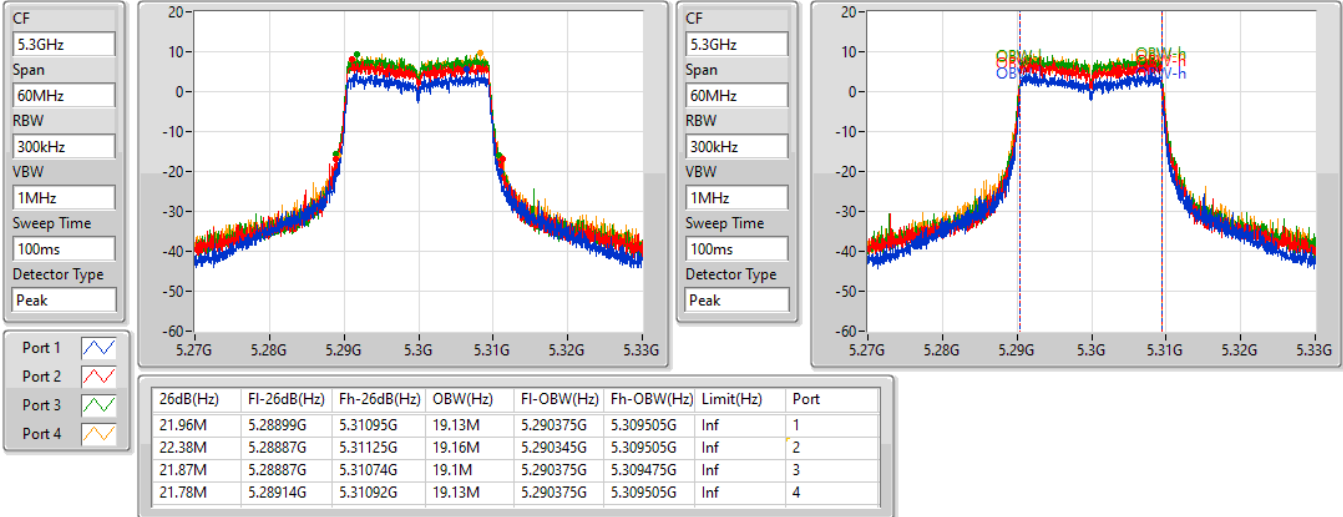 CF
5.3GHz
Span
60MHz
RBW
300kHz
VBW
1MHz
Sweep Time
100ms
Detector Type
Peak
20
10
0
-10
-20
-30
-40
-50
-60
5.27G 5.28G 5.29G 5.3G 5.31G 5.32G 5.33G
CF
5.3GHz
Span
60MHz
RBW
300kHz
VBW
1MHz
Sweep Time
100ms
Detector Type
Peak
20
10
0
-10
-20
-30
-40
-50
-60
OBW-h
5.27G 5.28G 5.29G 5.3G 5.31G 5.32G 5.33G
Port 1
Port 2
Port 3
Port 4
26dB(Hz) Fl-26dB(Hz) Fh-26dB(Hz) OBW(Hz) Fl-OBW(Hz) Fh-OBW(Hz) Limit(Hz) Port
21.96M 5.28899G 5.31095G 19.13M 5.290375G 5.309505G Inf 1
22.38M 5.28887G 5.31125G 19.16M 5.290345G 5.309505G Inf 2
21.87M 5.28887G 5.31074G 19.1M 5.290375G 5.309475G Inf 3
21.78M 5.28914G 5.31092G 19.13M 5.290375G 5.309505G Inf 4